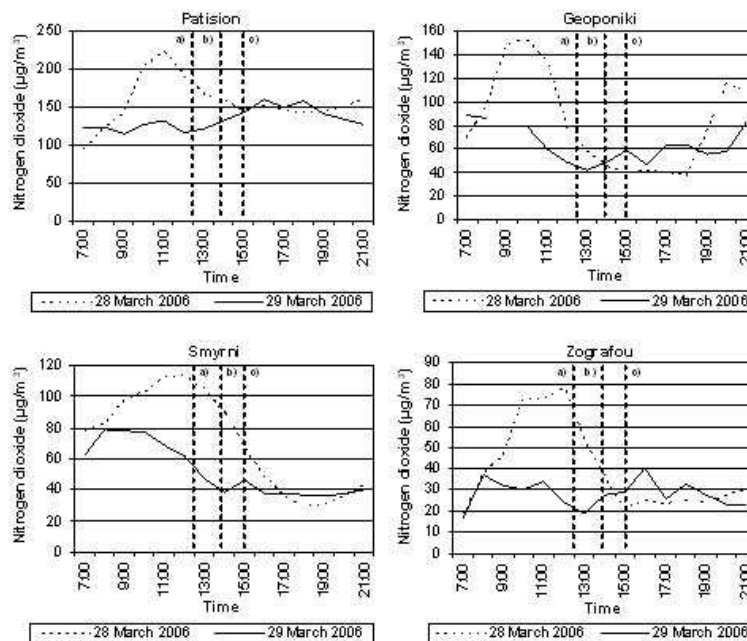 Patision
Nitrogen dioxide (µg/m³)
250
200
150
100
50
0
a)
b)
c)
7:00
9:00
11:00
13:00
15:00
17:00
19:00
21:00
Time
28 March 2006
29 March 2006
Geoponiki
Nitrogen dioxide (µg/m³)
160
140
120
100
80
60
40
20
0
a)
b)
c)
7:00
9:00
11:00
13:00
15:00
17:00
19:00
21:00
Time
28 March 2006
29 March 2006
Smyrni
Nitrogen dioxide (µg/m³)
120
100
80
60
40
20
0
a)
b)
c)
7:00
9:00
11:00
13:00
15:00
17:00
19:00
21:00
Time
28 March 2006
29 March 2006
Zografou
Nitrogen dioxide (µg/m³)
90
80
70
60
50
40
30
20
10
0
a)
b)
c)
7:00
9:00
11:00
13:00
15:00
17:00
19:00
21:00
Time
28 March 2006
29 March 2006